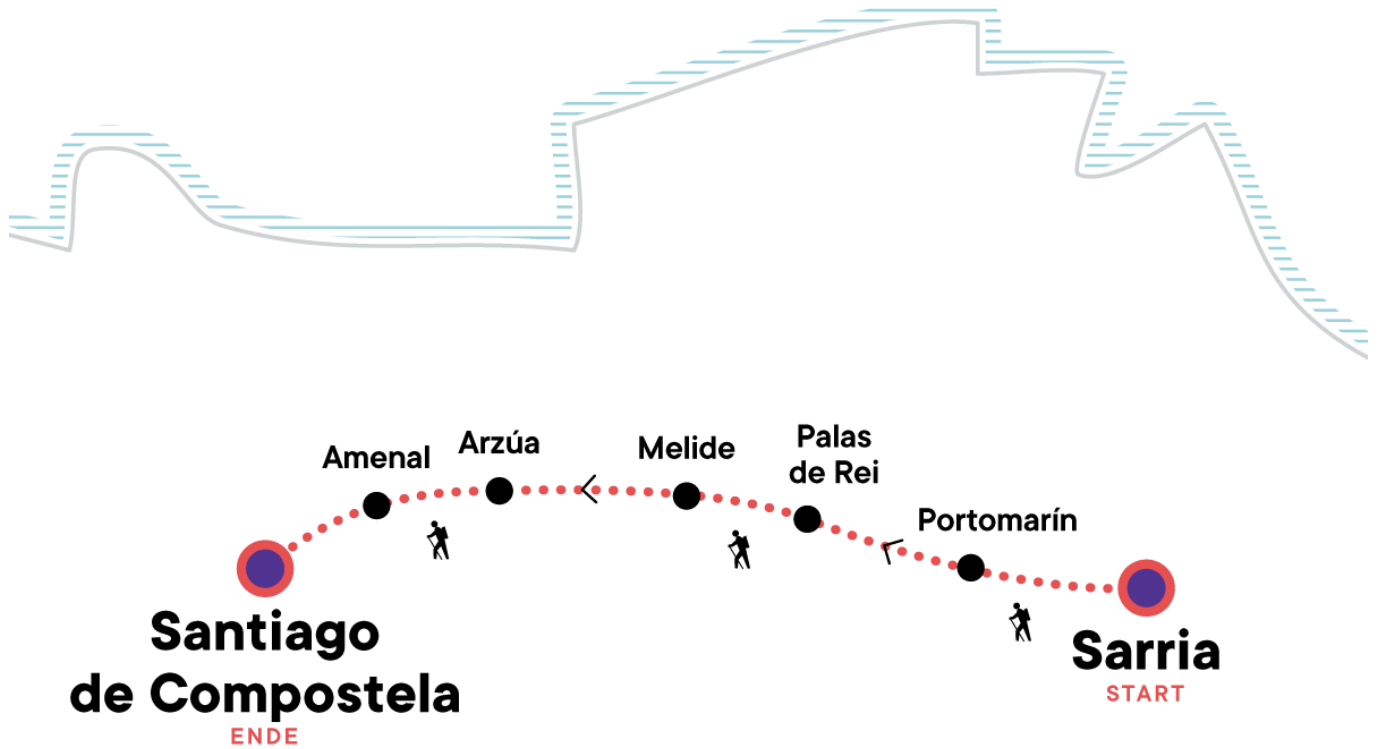 Amenal
Arzúa
Melide
Palas
de Rei
Portomarín
Santiago
de Compostela
ENDE
Sarria
START